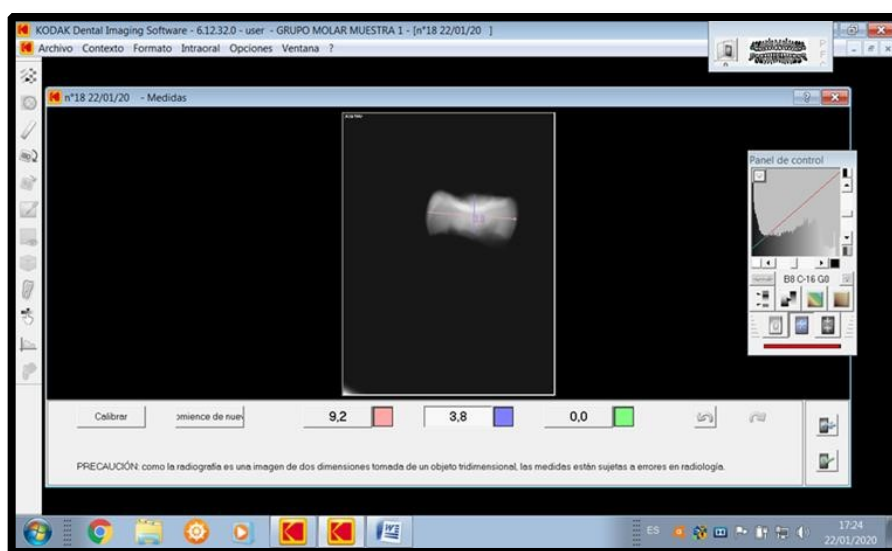 KODAK Dental Imaging Software - 6.12.32.0 - user - GRUPO MOLAR MUESTRA 1 - [n°18 22/01/20 ]
Archivo Contexto Formato Intraoral Opciones Ventana ?
n°18 22/01/20 - Medidas
Panel de control
B8 C-16 G0
Calibrar
omience de nue
9,2
3,8
0,0
PRECAUCIÓN: como la radiografía es una imagen de dos dimensiones tomada de un objeto tridimensional, las medidas están sujetas a errores en radiología.
ES
17:24
22/01/2020